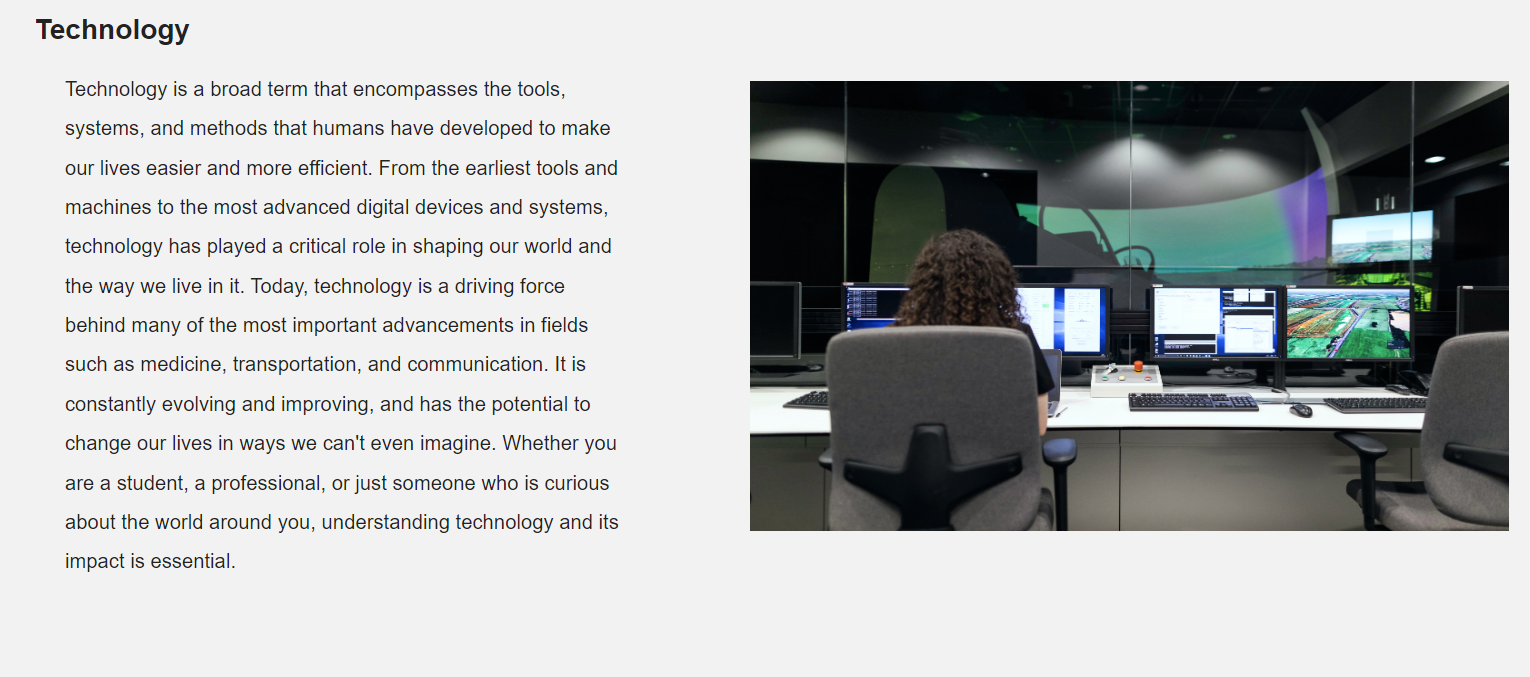 Technology
Technology is a broad term that encompasses the tools,
systems, and methods that humans have developed to make
our lives easier and more efficient. From the earliest tools and
machines to the most advanced digital devices and systems,
technology has played a critical role in shaping our world and
the way we live in it. Today, technology is a driving force
behind many of the most important advancements in fields
such as medicine, transportation, and communication. It is
constantly evolving and improving, and has the potential to
change our lives in ways we can't even imagine. Whether you
are a student, a professional, or just someone who is curious
about the world around you, understanding technology and its
impact is essential.